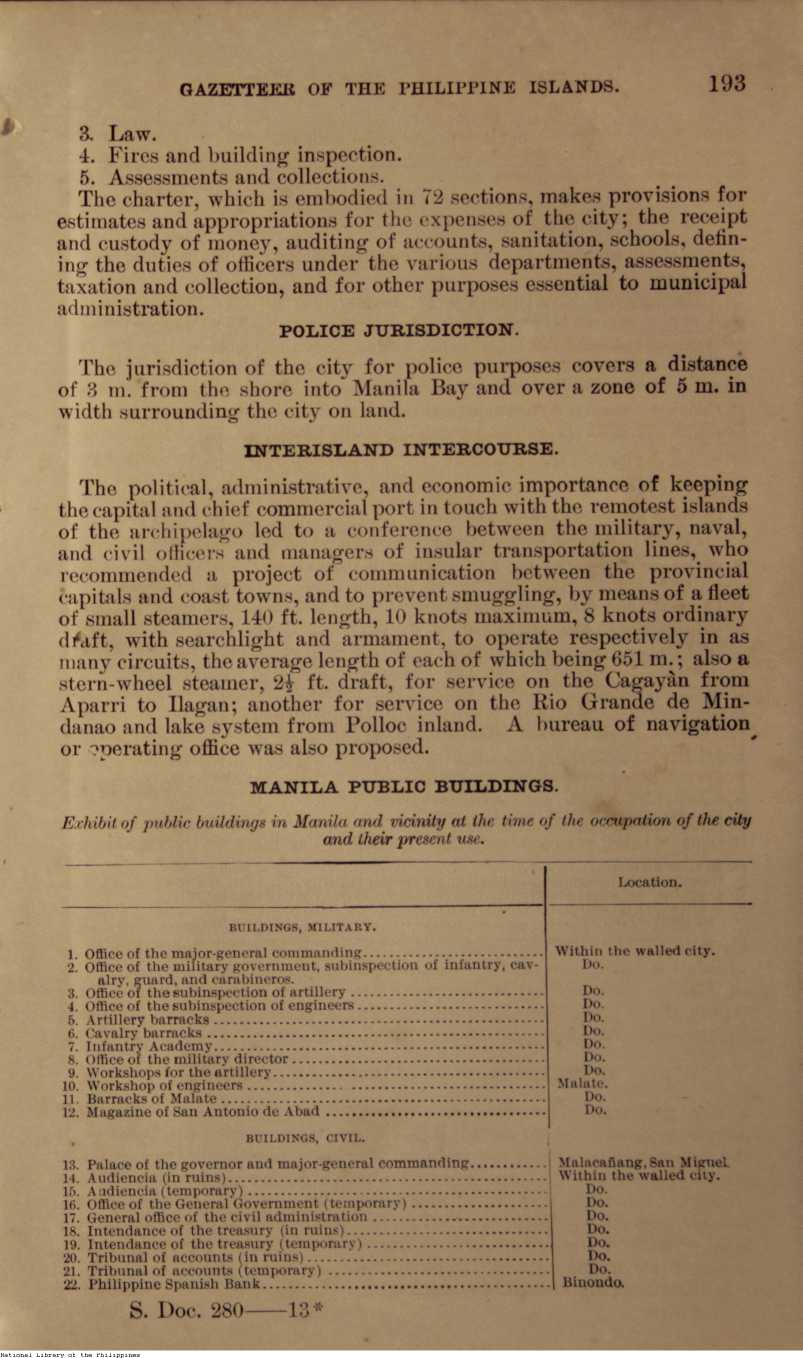 GAZETTEER OF THE PHILIPPINE ISLANDS. 193
3. Law.
4. Fires and building inspection.
5. Assessments and collections.
The charter, which is embodied in 72 sections, makes provisions for
estimates and appropriations for the expenses of the city; the receipt
and custody of money, auditing of accounts, sanitation, schools, defin-
ing the duties of officers under the various departments, assessments,
taxation and collection, and for other purposes essential to municipal
administration.
POLICE JURISDICTION.
The jurisdiction of the city for police purposes covers a distance
of 3 m. from the shore into Manila Bay and over a zone of 5 m. in
width surrounding the city on land.
INTERISLAND INTERCOURSE.
The political, administrative, and economic importance of keeping
the capital and chief commercial port in touch with the remotest islands
of the archipelago led to a conference between the military, naval,
and civil officers and managers of insular transportation lines, who
recommended a project of communication between the provincial
capitals and coast towns, and to prevent smuggling, by means of a fleet
of small steamers, 140 ft. length, 10 knots maximum, 8 knots ordinary
draft, with searchlight and armament, to operate respectively in as
many circuits, the average length of each of which being 651 m.; also a
stern-wheel steamer, 2½ ft. draft, for service on the Cagayàn from
Aparri to Ilagan; another for service on the Rio Grande de Min-
danao and lake system from Polloc inland. A bureau of navigation
or operating office was also proposed.
MANILA PUBLIC BUILDINGS.
Exhibit of public buildings in Manila and vicinity at the time of the occupation of the city
and their present use.
Location.
BUILDINGS, MILITARY.
1. Office of the major-general commanding. Within the walled city.
2. Office of the military government, subinspection of infantry, cav- Do.
alry, guard, and carabineros.
3. Office of the subinspection of artillery Do.
4. Office of the subinspection of engineers Do.
5. Artillery barracks Do.
6. Cavalry barracks Do.
7. Infantry Academy Do.
8. Office of the military director Do.
9. Workshops for the artillery Do.
10. Workshop of engineers Malate.
11. Barracks of Malate Do.
12. Magazine of San Antonio de Abad Do.
BUILDINGS, CIVIL.
13. Palace of the governor and major-general commanding Malacañang, San Miguel.
14. Audiencia (in ruins) Within the walled city.
15. Audiencia (temporary) Do.
16. Office of the General Government (temporary) Do.
17. General office of the civil administration Do.
18. Intendance of the treasury (in ruins) Do.
19. Intendance of the treasury (temporary) Do.
20. Tribunal of accounts (in ruins) Do.
21. Tribunal of accounts (temporary) Do.
22. Philippine Spanish Bank Binondo.
S. Doc. 280——13*
National Library of the Philippines